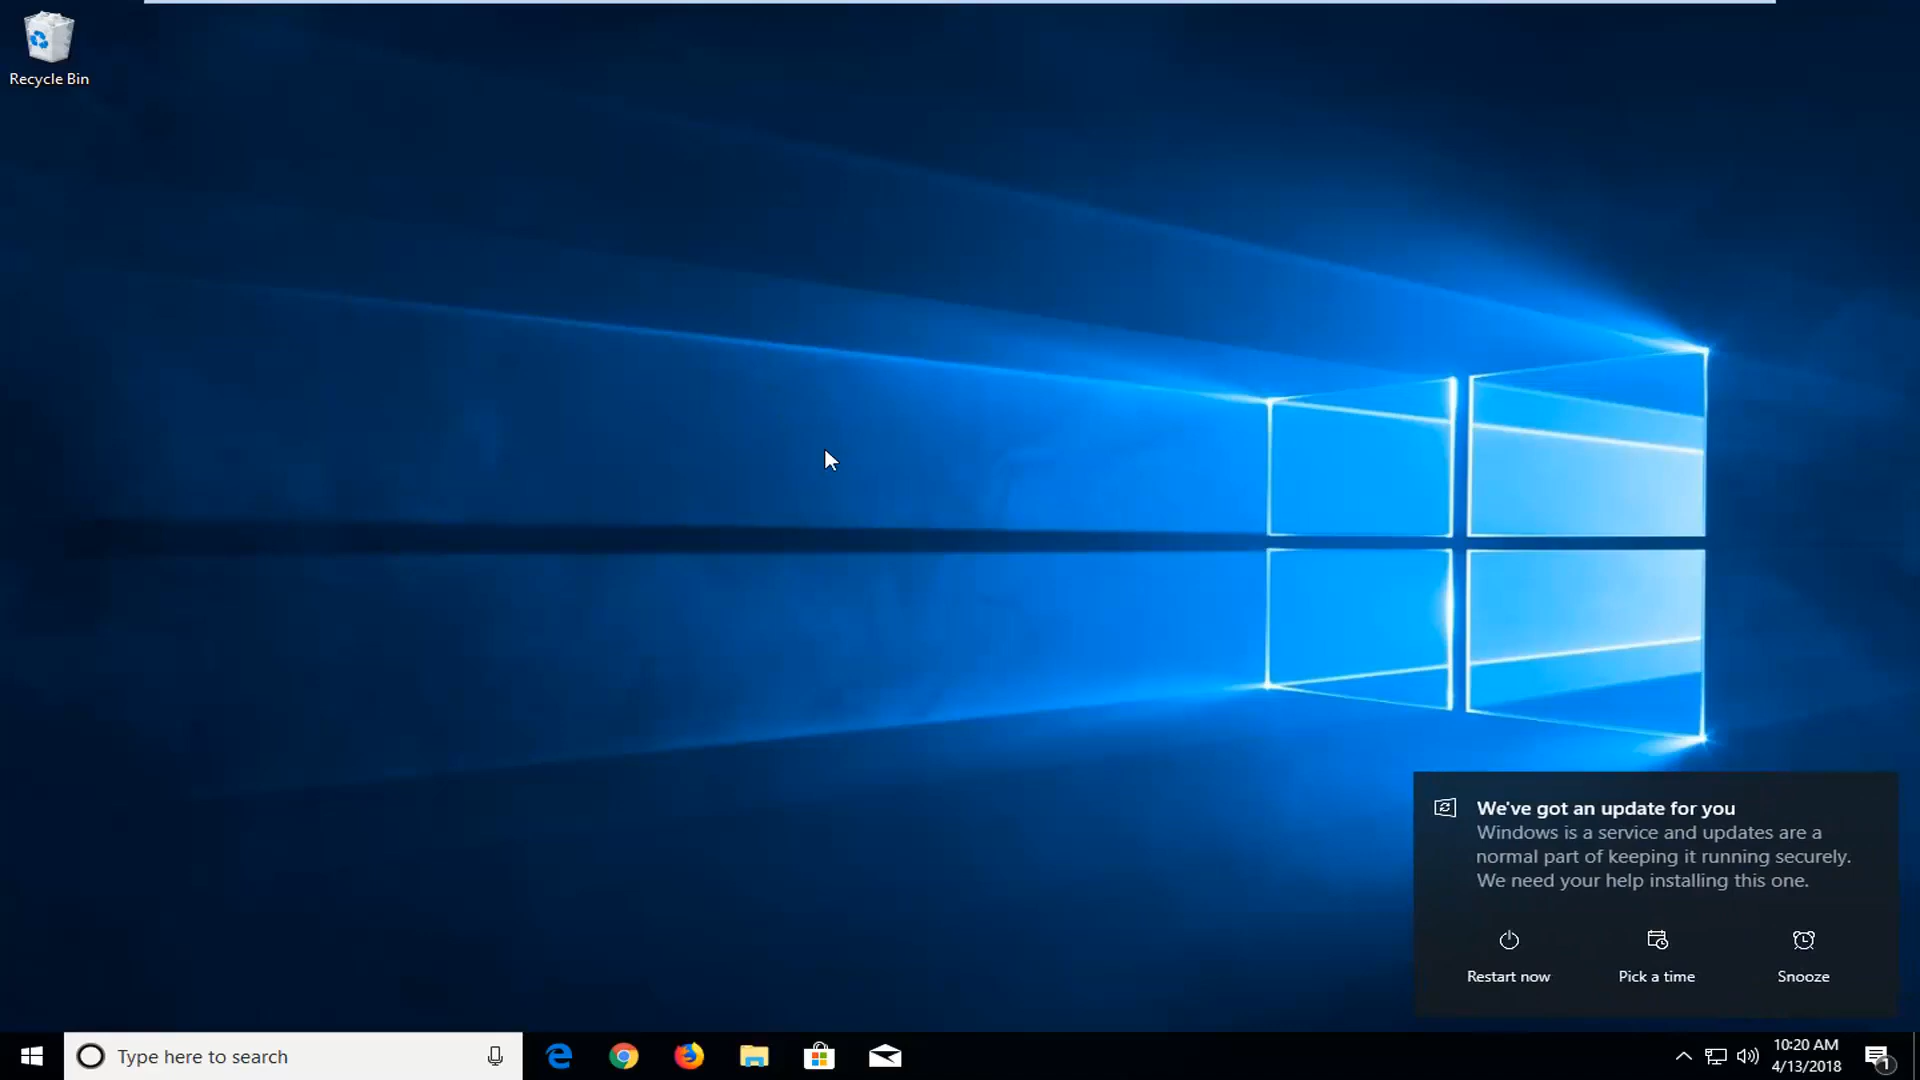 Recycle Bin
We've got an update for you
Windows is a service and updates are a
normal part of keeping it running securely.
We need your help installing this one.
Restart now
Pick a time
Snooze
Type here to search
10:20 AM
4/13/2018
1